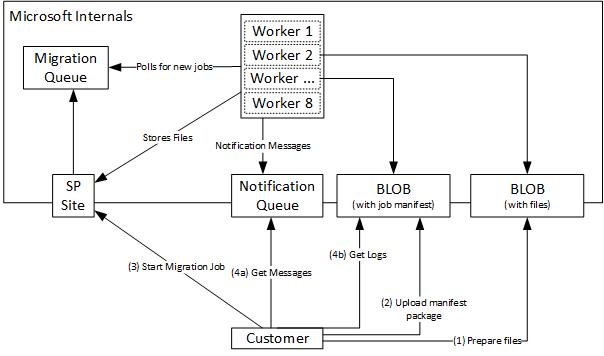 Microsoft Internals
Worker 1
Worker 2
Worker ...
Worker 8
Migration
Queue
Polls for new jobs
Stores Files
Notification Messages
SP
Site
Notification
Queue
BLOB
(with job manifest)
BLOB
(with files)
(3) Start Migration Job
(4a) Get Messages
(4b) Get Logs
(2) Upload manifest
package
(1) Prepare files
Customer